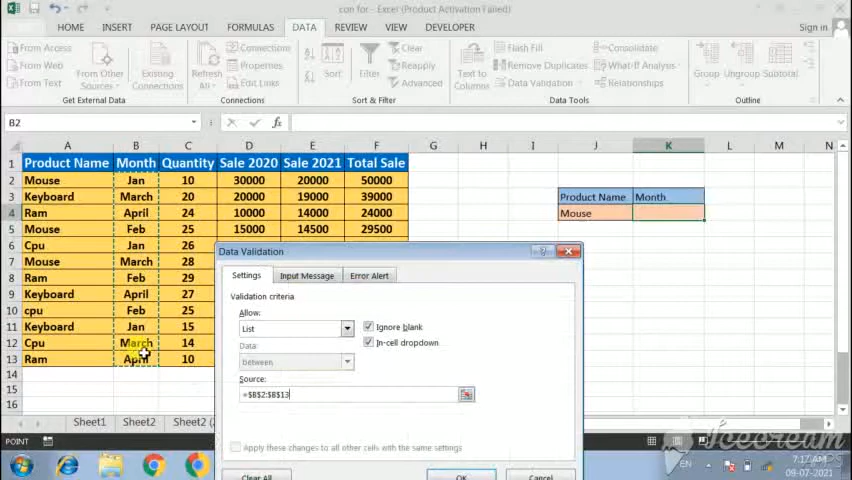 con for - Excel (Product Activation Failed)
HOME INSERT PAGE LAYOUT FORMULAS DATA REVIEW VIEW DEVELOPER Sign in
From Access
From Web
From Text
From Other Sources
Existing Connections
Get External Data
Refresh All
Connections
Properties
Edit Links
Connections
Sort
Filter
Clear
Reapply
Advanced
Sort & Filter
Text to Columns
Flash Fill
Remove Duplicates
Data Validation
Consolidate
What-If Analysis
Relationships
Data Tools
Group Ungroup Subtotal
Outline
B2 fx
A B C D E F G H I J K L M N
1 Product Name Month Quantity Sale 2020 Sale 2021 Total Sale
2 Mouse Jan 10 30000 20000 50000
3 Keyboard March 20 20000 19000 39000 Product Name Month
4 Ram April 24 10000 14000 24000 Mouse
5 Mouse Feb 25 15000 14500 29500
6 Cpu Jan 26
7 Mouse March 28
8 Ram Feb 29
9 Keyboard April 27
10 cpu Feb 25
11 Keyboard Jan 15
12 Cpu March 14
13 Ram April 10
14
15
16
Data Validation
Settings Input Message Error Alert
Validation criteria
Allow:
List
Ignore blank
In-cell dropdown
Data:
between
Source:
=$B$2:$B$13
Apply these changes to all other cells with the same settings
Clear All OK Cancel
Sheet1 Sheet2 Sheet2 (
POINT
Icecream
APPS
EN
7:17 AM
09-07-2021